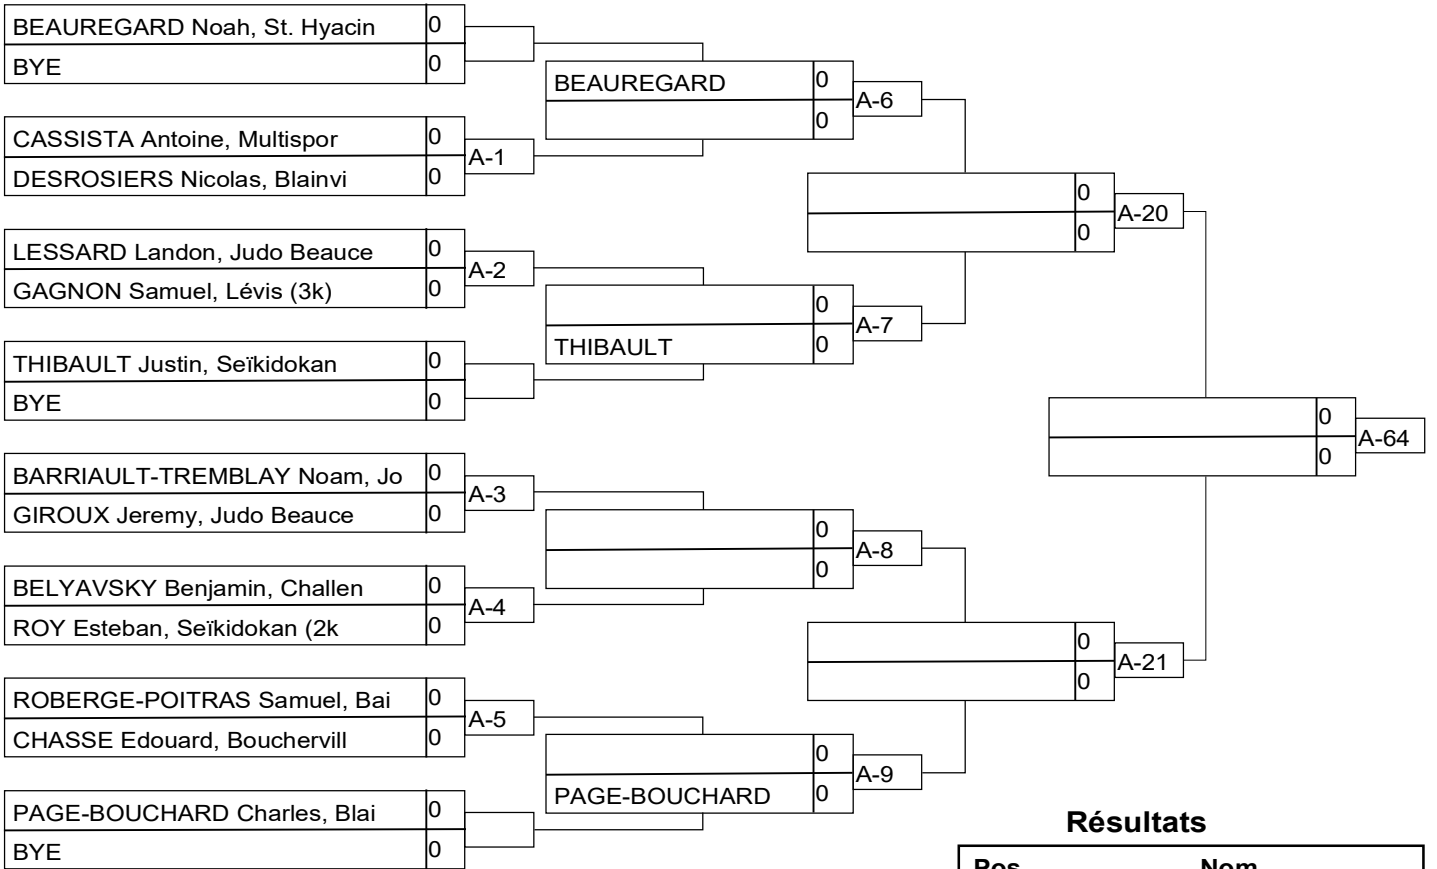 BEAUREGARD Noah, St. Hyacin 0
BYE 0
CASSISTA Antoine, Multispor 0
DESROSIERS Nicolas, Blainvi 0
A-1
LESSARD Landon, Judo Beauce 0
GAGNON Samuel, Lévis (3k) 0
A-2
THIBAULT Justin, Seïkidokan 0
BYE 0
BARRIAULT-TREMBLAY Noam, Jo 0
GIROUX Jeremy, Judo Beauce 0
A-3
BELYAVSKY Benjamin, Challen 0
ROY Esteban, Seïkidokan (2k 0
A-4
ROBERGE-POITRAS Samuel, Bai 0
CHASSE Edouard, Bouchervill 0
A-5
PAGE-BOUCHARD Charles, Blai 0
BYE 0
BEAUREGARD 0
0
A-6
0
THIBAULT 0
A-7
0
0
A-8
0
PAGE-BOUCHARD 0
A-9
0
0
A-20
0
0
A-21
0
0
A-64
Résultats
Pos Nom